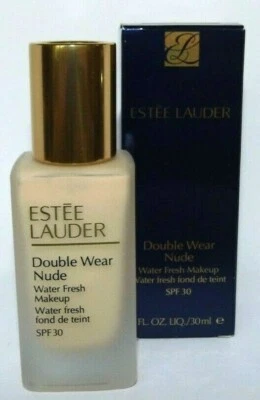 ESTÉE
LAUDER
Double Wear
Nude
Water Fresh
Makeup
Water fresh
fond de teint
SPF 30
ESTĒE LAUDER
Double Wear
Nude
Water Fresh Makeup
Water fresh fond de teint
SPF 30
FL. OZ. LIQ./30ml ℮